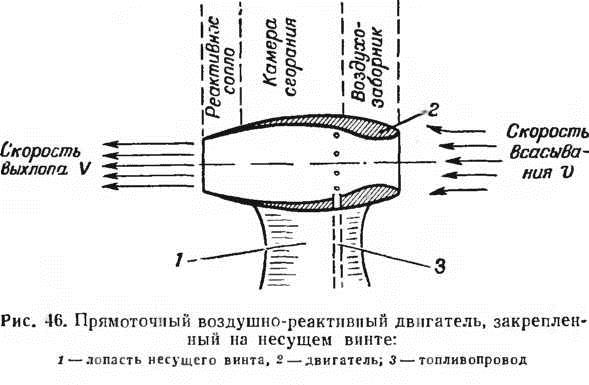 Реактивное
сопло
Камера
сгорания
Воздухо-
заборник
2
Скорость
выхлопа V
Скорость
всасыва-
ния υ
1
3
Рис. 46. Прямоточный воздушно-реактивный двигатель, закреплен-
ный на несущем винте:
1 — лопасть несущего винта, 2 — двигатель; 3 — топливопровод